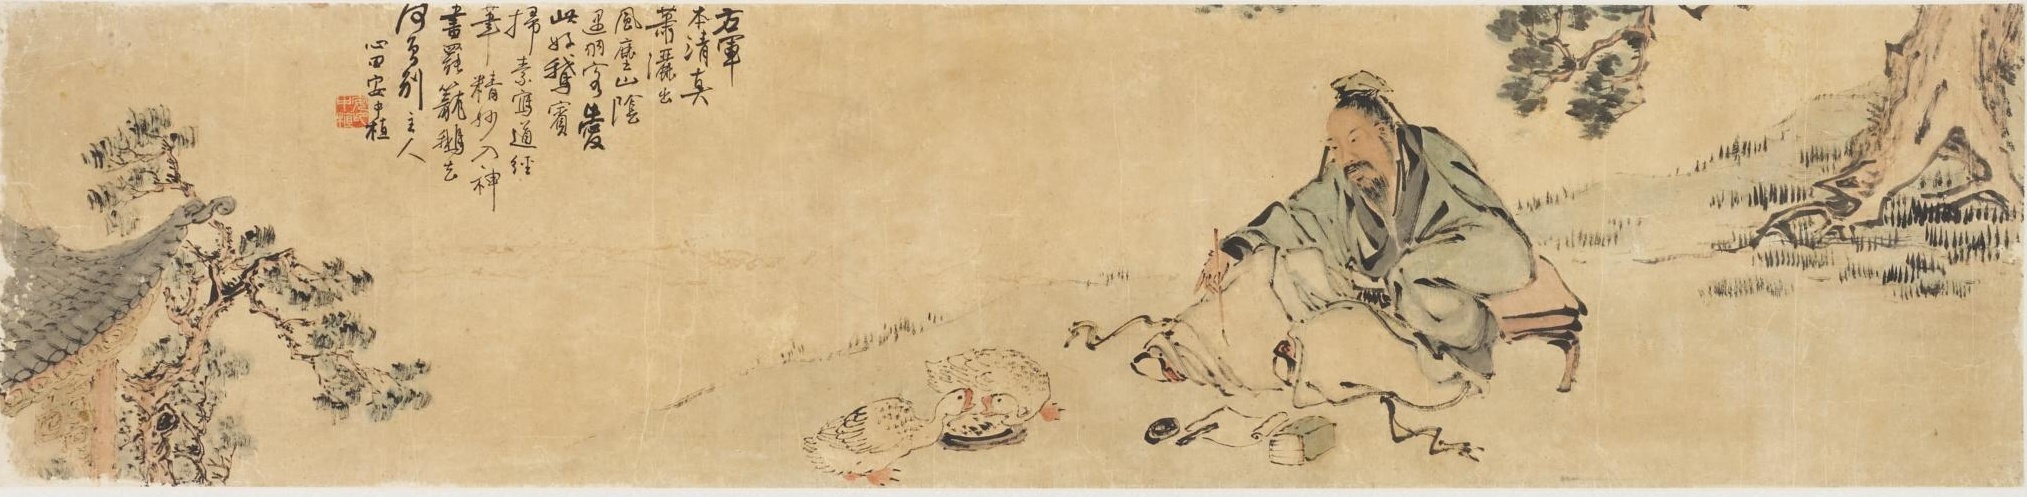 右軍
本清真
蕭灑出
風塵山陰
遇羽客愛
此好鵝賓
掃素寫道經
筆精妙入神
書罷籠鵝去
何曾別主人
心田安中植